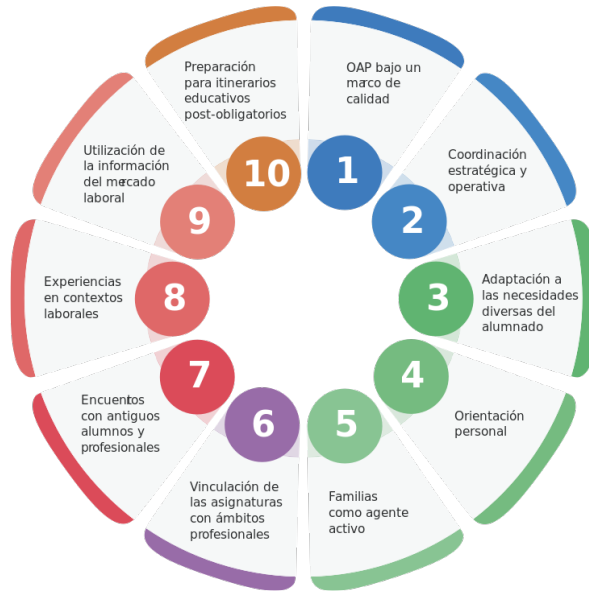 1
OAP bajo un
marco de
calidad
2
Coordinación
estratégica y
operativa
3
Adaptación a
las necesidades
diversas del
alumnado
4
Orientación
personal
5
Familias
como agente
activo
6
Vinculación de
las asignaturas
con ámbitos
profesionales
7
Encuentos
con antiguos
alumnos y
profesionales
8
Experiencias
en contextos
laborales
9
Utilización de
la información
del mercado
laboral
10
Preparación
para itinerarios
educativos
post-obligatorios